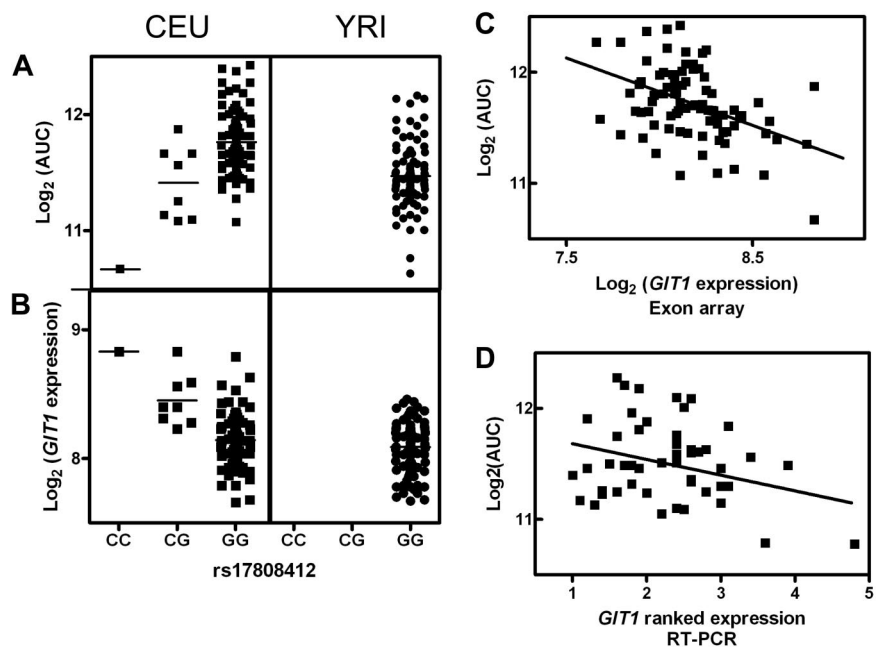 CEU YRI
A
Log2 (AUC)
12
11
B
Log2 (GIT1 expression)
9
8
CC CG GG CC CG GG
rs17808412
C
Log2 (AUC)
12
11
7.5 8.5
Log2 (GIT1 expression)
Exon array
D
Log2(AUC)
12
11
1 2 3 4 5
GIT1 ranked expression
RT-PCR